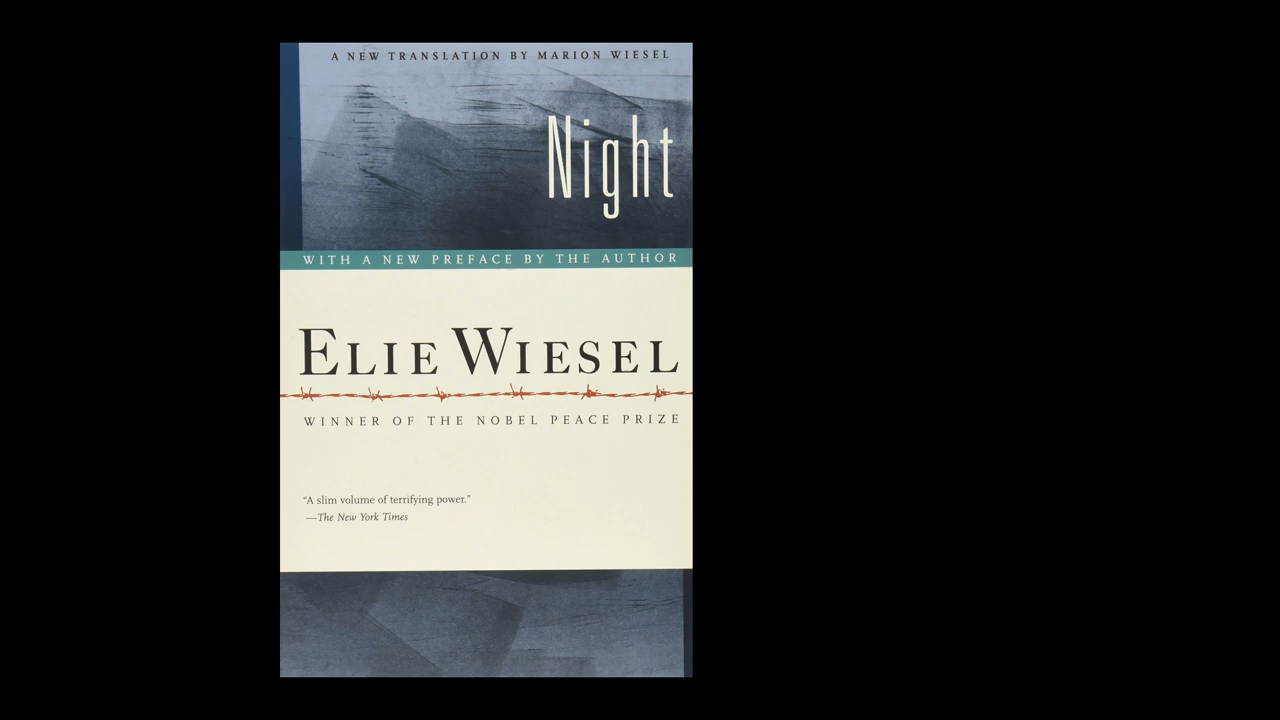 A NEW TRANSLATION BY MARION WIESEL
Night
WITH A NEW PREFACE BY THE AUTHOR
ELIE WIESEL
WINNER OF THE NOBEL PEACE PRIZE
“A slim volume of terrifying power.”
—The New York Times